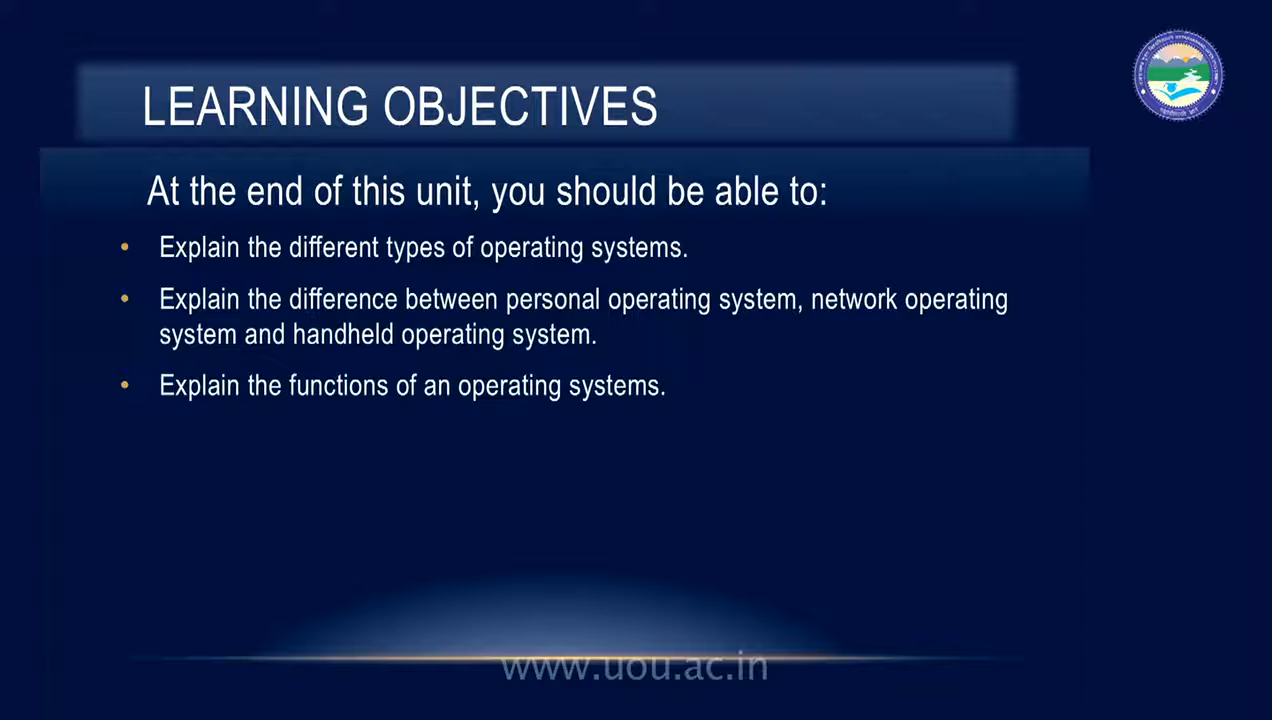 LEARNING OBJECTIVES
At the end of this unit, you should be able to:
• Explain the different types of operating systems.
• Explain the difference between personal operating system, network operating
system and handheld operating system.
• Explain the functions of an operating systems.
www.uou.ac.in